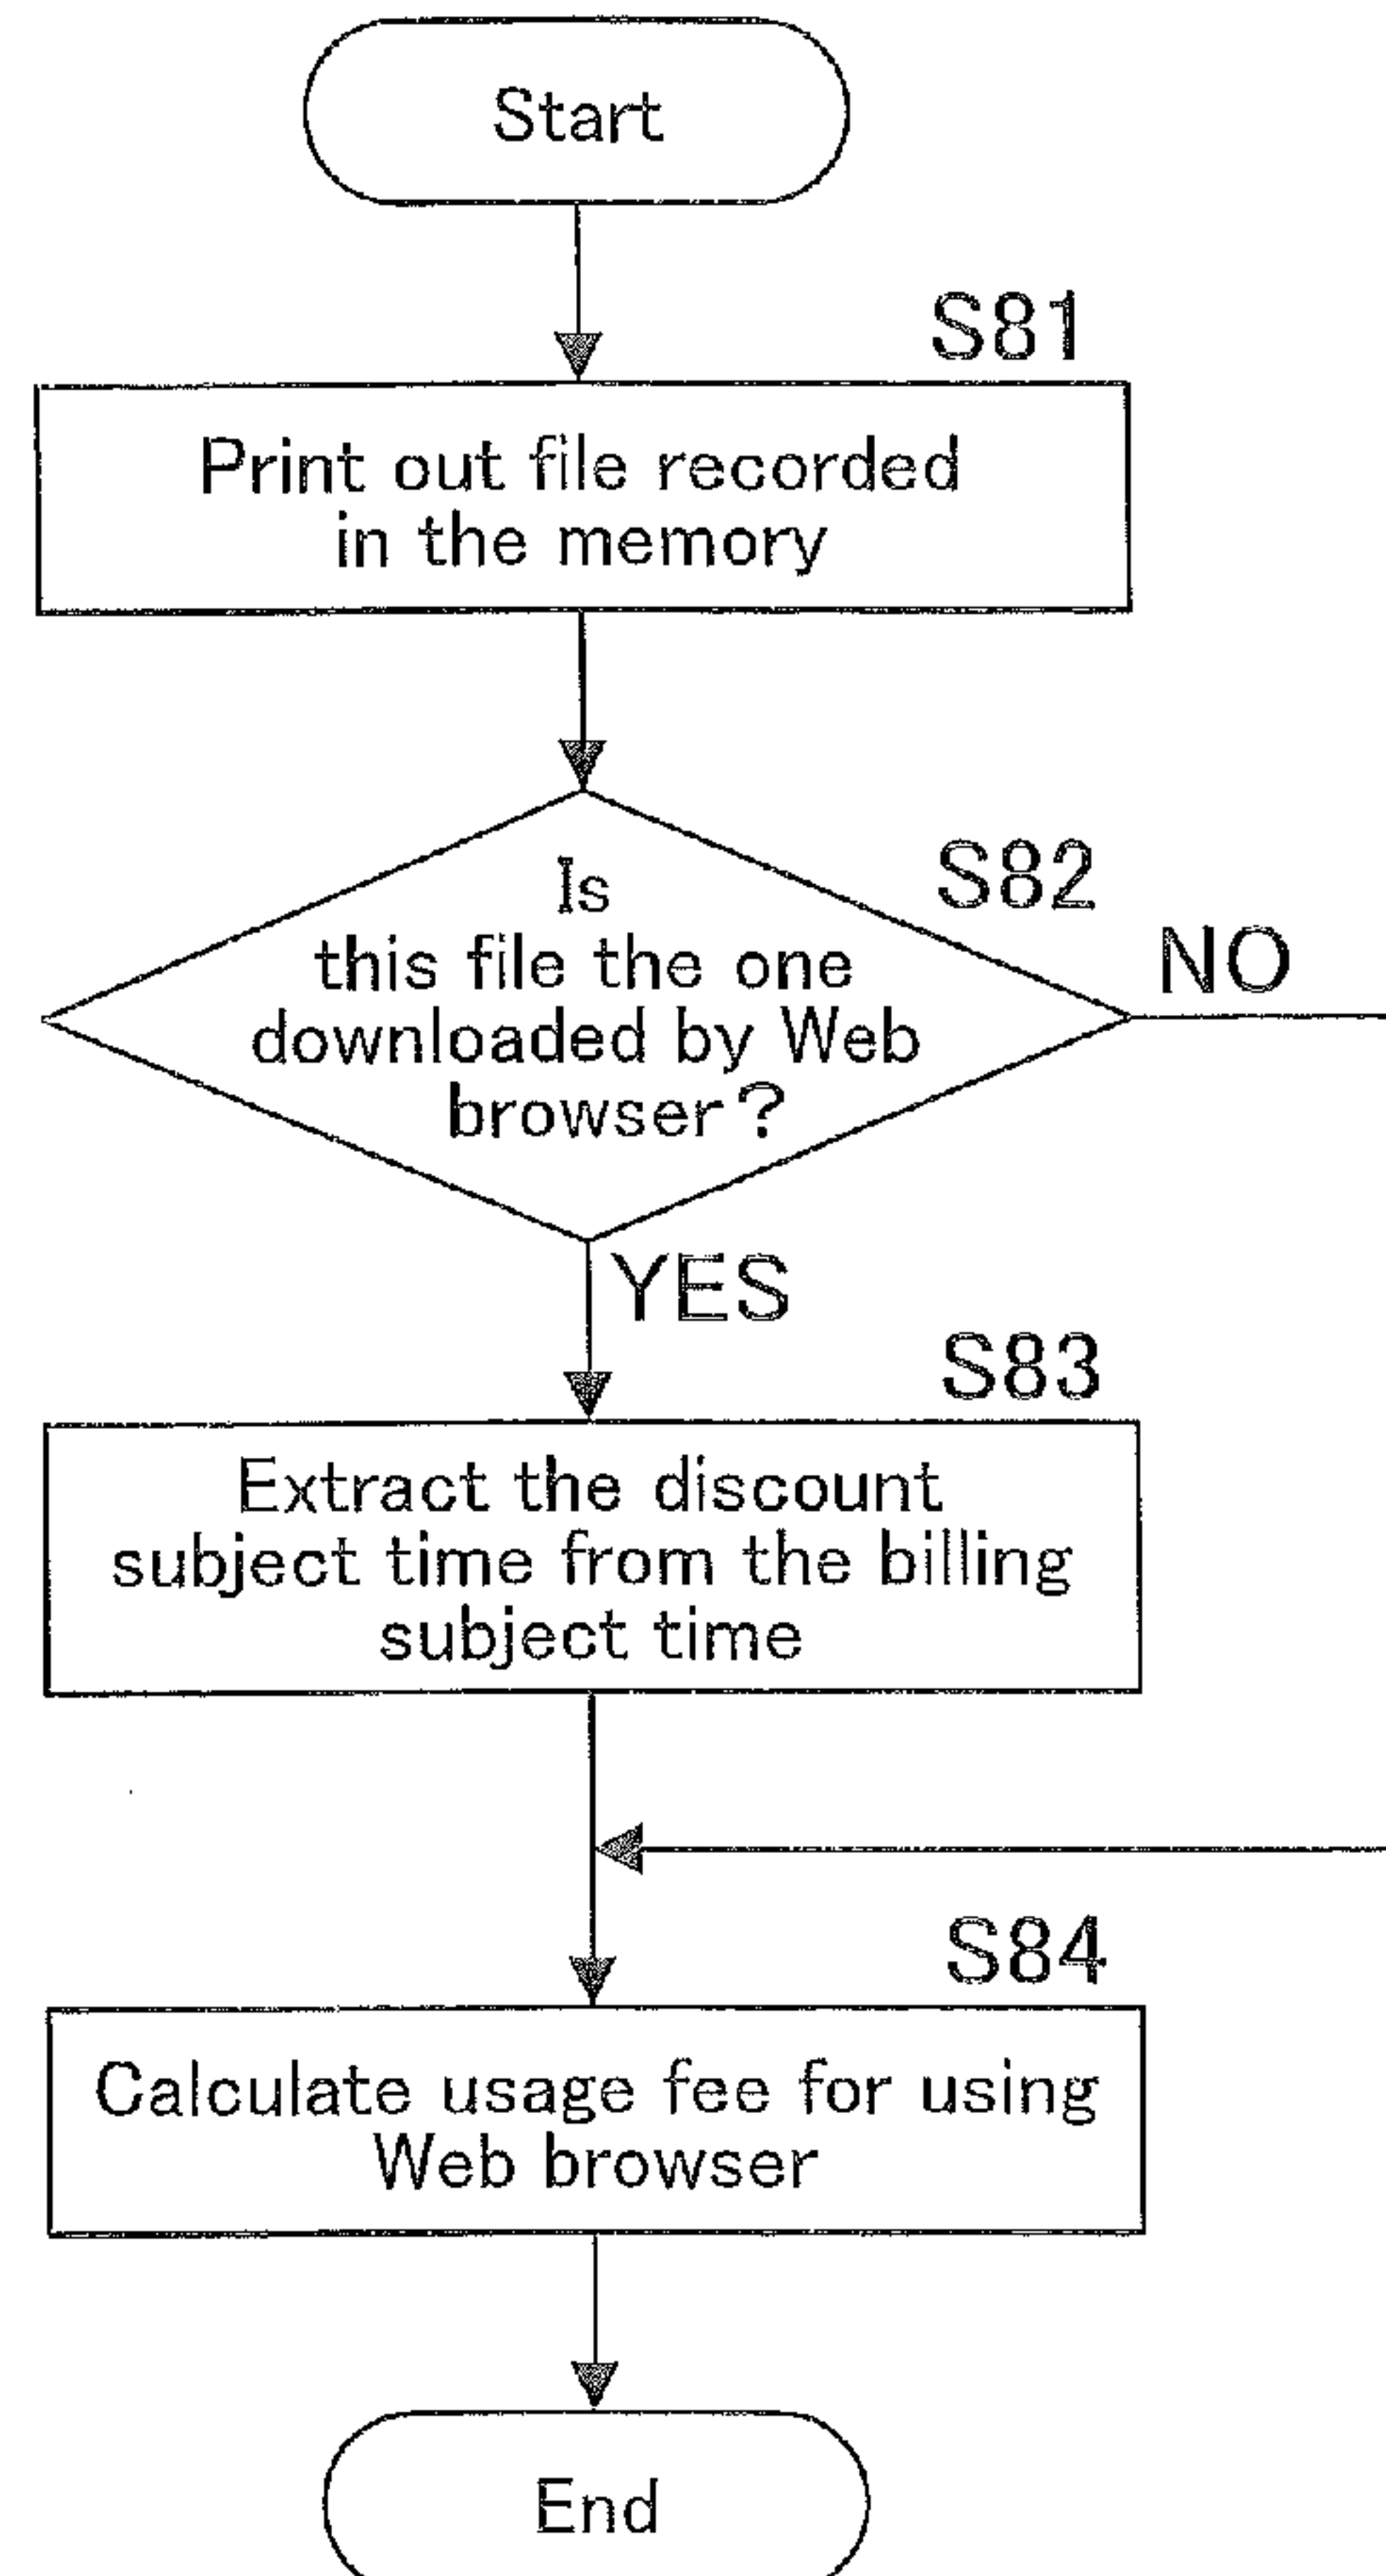 Start
S81
Print out file recorded
in the memory
S82
Is
this file the one
downloaded by Web
browser?
NO
YES
S83
Extract the discount
subject time from the billing
subject time
S84
Calculate usage fee for using
Web browser
End